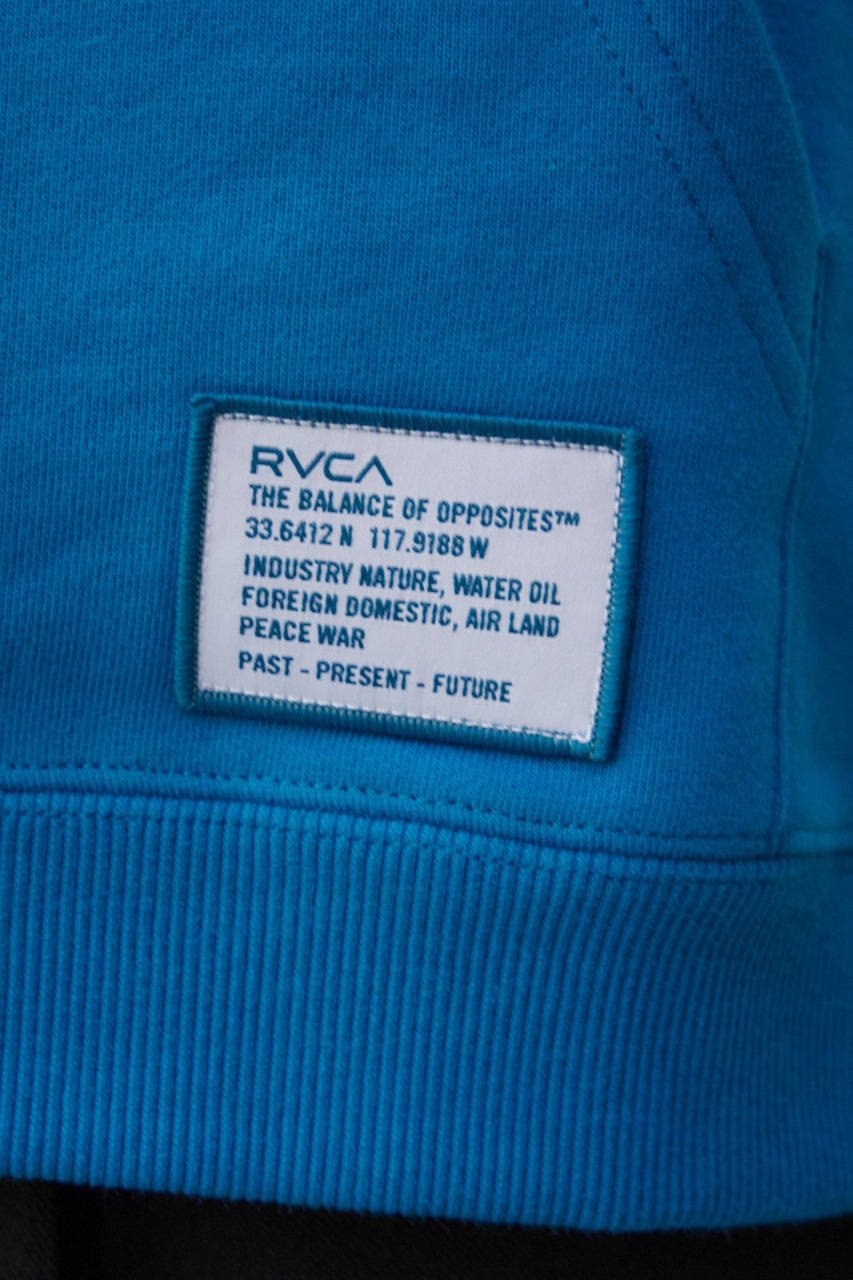 RVCA
THE BALANCE OF OPPOSITES™
33.6412 N 117.9188 W
INDUSTRY NATURE, WATER OIL
FOREIGN DOMESTIC, AIR LAND
PEACE WAR
PAST - PRESENT - FUTURE